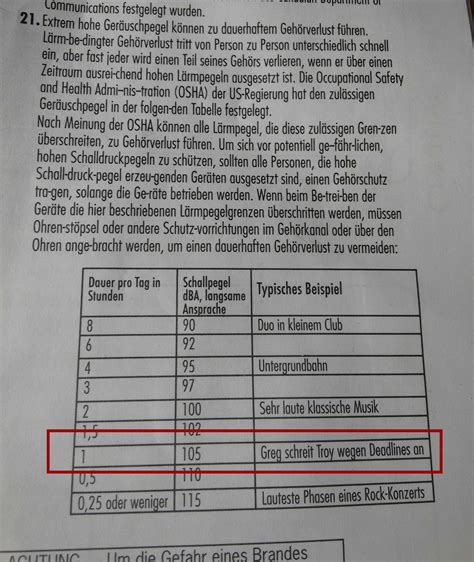 Communications festgelegt wurden.
21. Extrem hohe Geräuschpegel können zu dauerhaftem Gehörverlust führen.
Lärm-be-dingter Gehörverlust tritt von Person zu Person unterschiedlich schnell
ein, aber fast jeder wird einen Teil seines Gehörs verlieren, wenn er über einen
Zeitraum ausrei-chend hohen Lärmpegeln ausgesetzt ist. Die Occupational Safety
and Health Admi-nis-tration (OSHA) der US-Regierung hat den zulässigen
Geräuschpegel in der folgen-den Tabelle festgelegt.
Nach Meinung der OSHA können alle Lärmpegel, die diese zulässigen Gren-zen
überschreiten, zu Gehörverlust führen. Um sich vor potentiell ge-fähr-lichen,
hohen Schalldruckpegeln zu schützen, sollten alle Personen, die hohe
Schall-druck-pegel erzeu-genden Geräten ausgesetzt sind, einen Gehörschutz
tra-gen, solange die Ge-räte betrieben werden. Wenn beim Be-trei-ben der
Geräte die hier beschriebenen Lärmpegelgrenzen überschritten werden, müssen
Ohren-stöpsel oder andere Schutz-vorrichtungen im Gehörkanal oder über den
Ohren ange-bracht werden, um einen dauerhaften Gehörverlust zu vermeiden:
Dauer pro Tag in Stunden Schallpegel dBA, langsame Ansprache Typisches Beispiel
8 90 Duo in kleinem Club
6 92
4 95 Untergrundbahn
3 97
2 100 Sehr laute klassische Musik
1,5 102
1 105 Greg schreit Troy wegen Deadlines an
0,5 110
0,25 oder weniger 115 Lauteste Phasen eines Rock-Konzerts
ACHTUNG Um die Gefahr eines Brandes